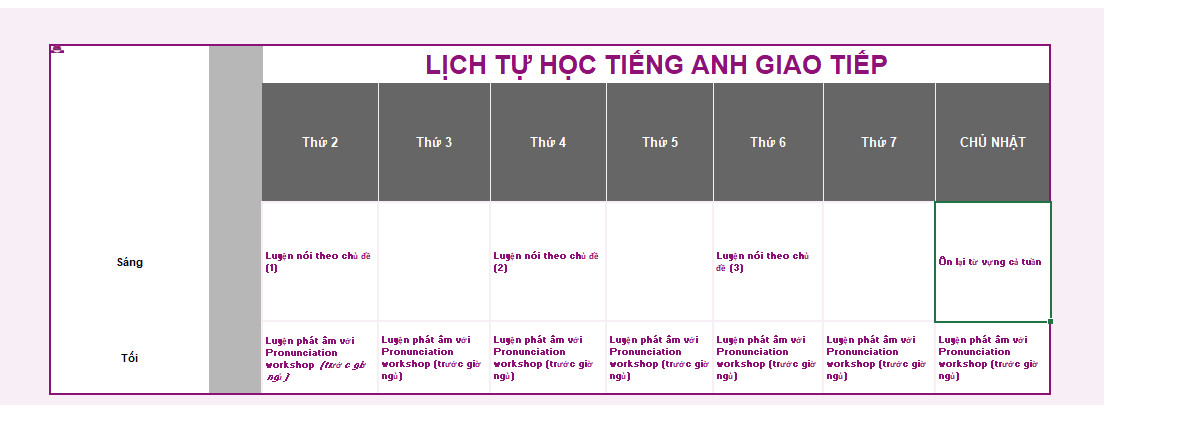 LỊCH TỰ HỌC TIẾNG ANH GIAO TIẾP
Thứ 2
Thứ 3
Thứ 4
Thứ 5
Thứ 6
Thứ 7
CHỦ NHẬT
Sáng
Luyện nói theo chủ đề
(1)
Luyện nói theo chủ đề
(2)
Luyện nói theo chủ
đề (3)
Ôn lại từ vựng cả tuần
Tối
Luyện phát âm với
Pronunciation
workshop (trước giờ
ngủ)
Luyện phát âm với
Pronunciation
workshop (trước giờ
ngủ)
Luyện phát âm với
Pronunciation
workshop (trước giờ
ngủ)
Luyện phát âm với
Pronunciation
workshop (trước giờ
ngủ)
Luyện phát âm với
Pronunciation
workshop (trước giờ
ngủ)
Luyện phát âm với
Pronunciation
workshop (trước giờ
ngủ)
Luyện phát âm với
Pronunciation
workshop (trước giờ
ngủ)